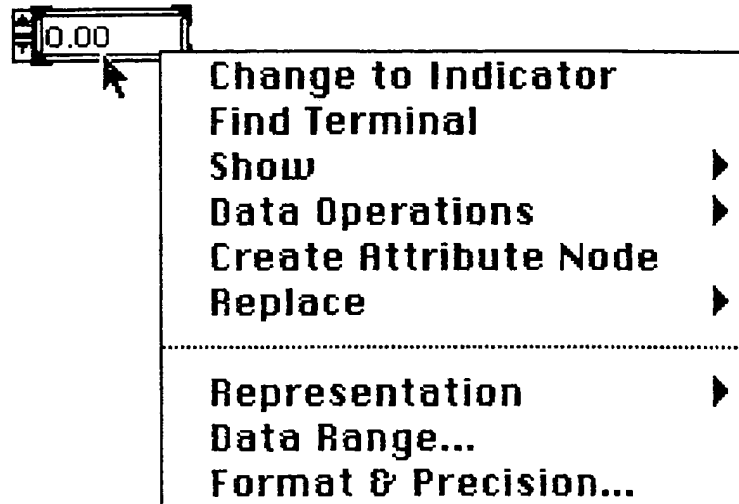 0.00
Change to Indicator
Find Terminal
Show
Data Operations
Create Attribute Node
Replace
Representation
Data Range...
Format & Precision...